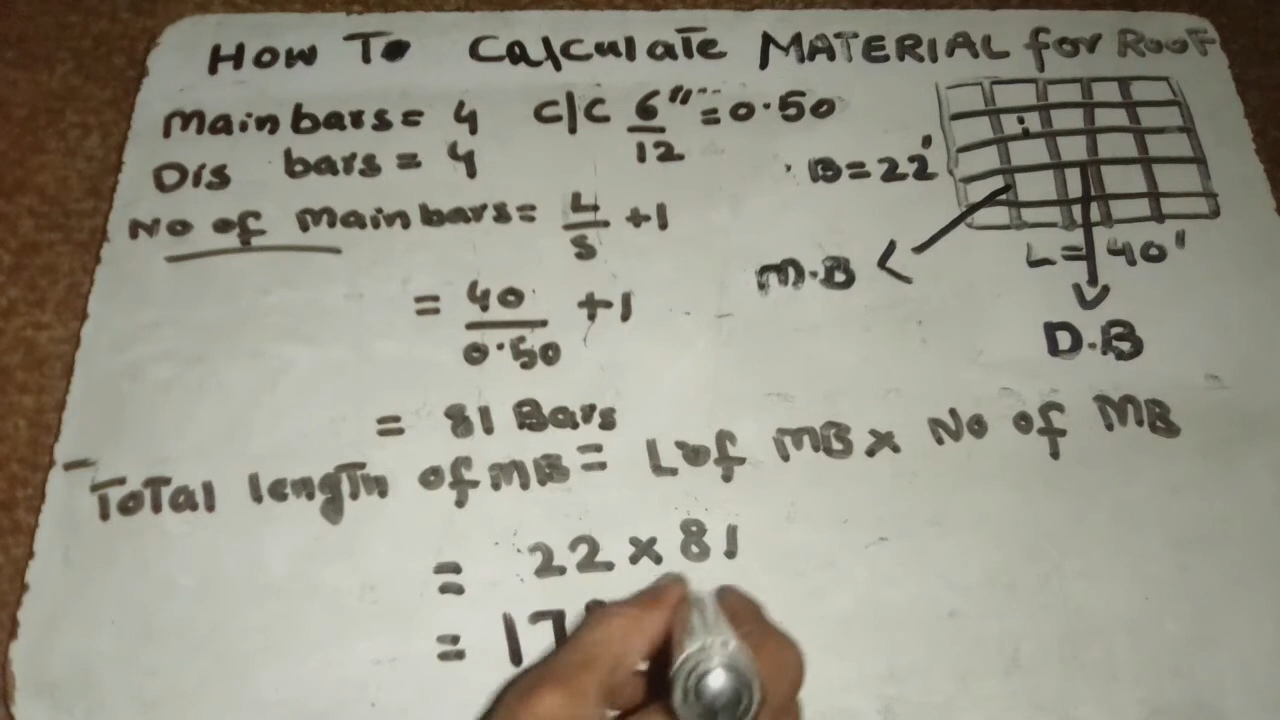 HOW TO Calculate MATERIAL for ROOF
Main bars = 4 C/C 6"/12 = 0.50
Dis bars = 4
B = 22'
No of main bars = L/S + 1
L = 40'
M.B
= 40/0.50 + 1
D.B
= 81 Bars
Total length of MB = L of MB × No of MB
= 22 × 81
= 17